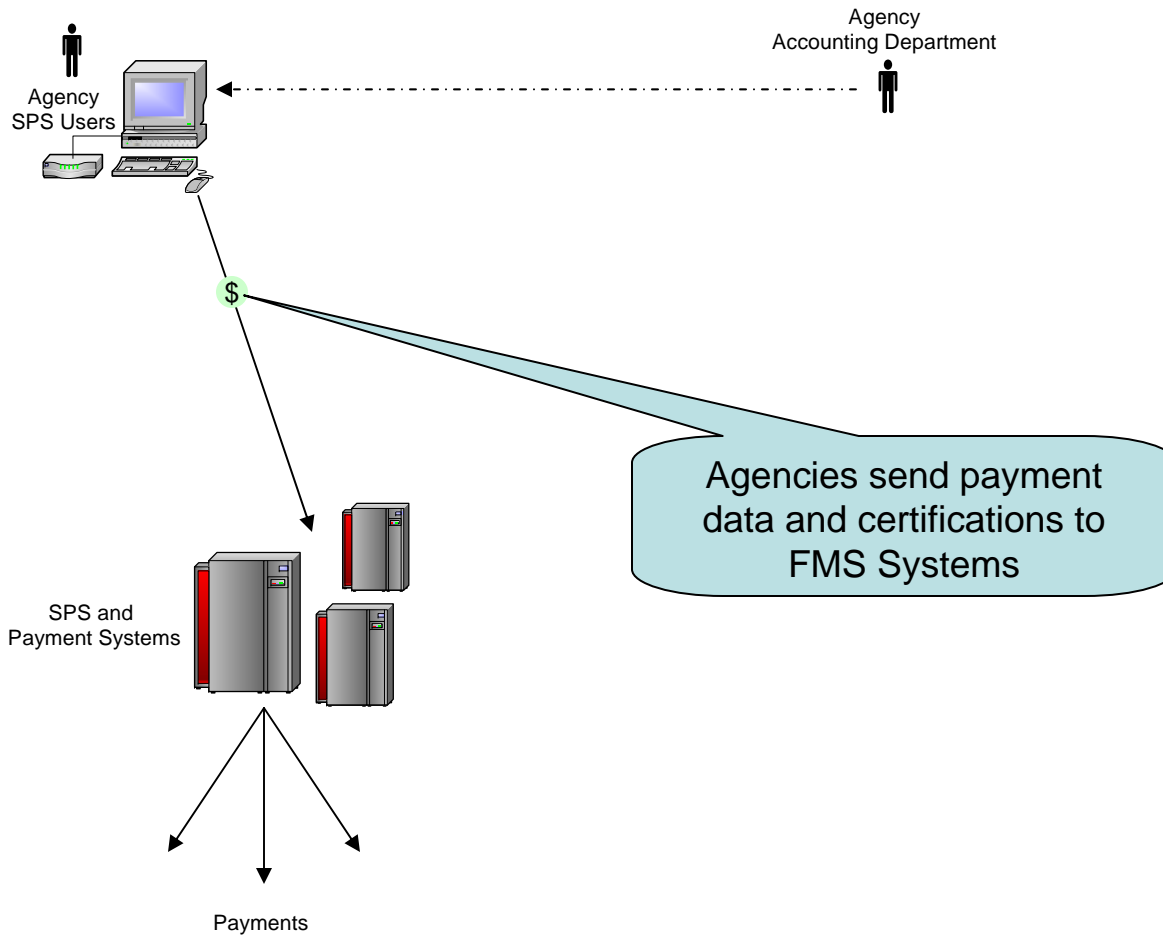 Agency
Accounting Department
Agency
SPS Users
$
Agencies send payment
data and certifications to
FMS Systems
SPS and
Payment Systems
Payments